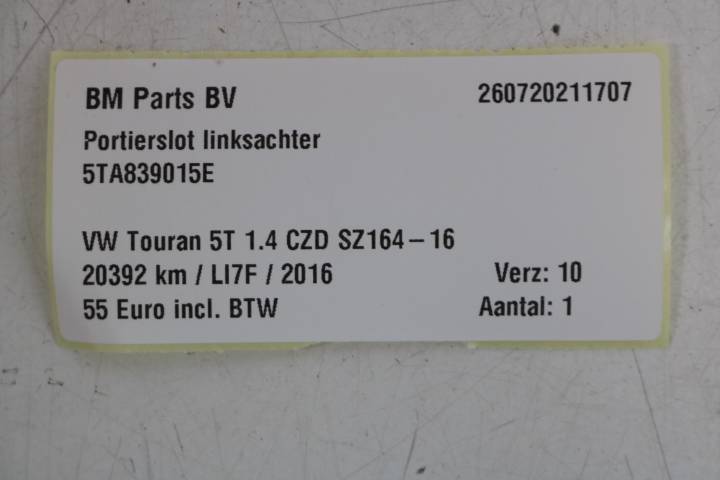 BM Parts BV 260720211707
Portierslot linksachter
5TA839015E
VW Touran 5T 1.4 CZD SZ164-16
20392 km / LI7F / 2016 Verz: 10
55 Euro incl. BTW Aantal: 1